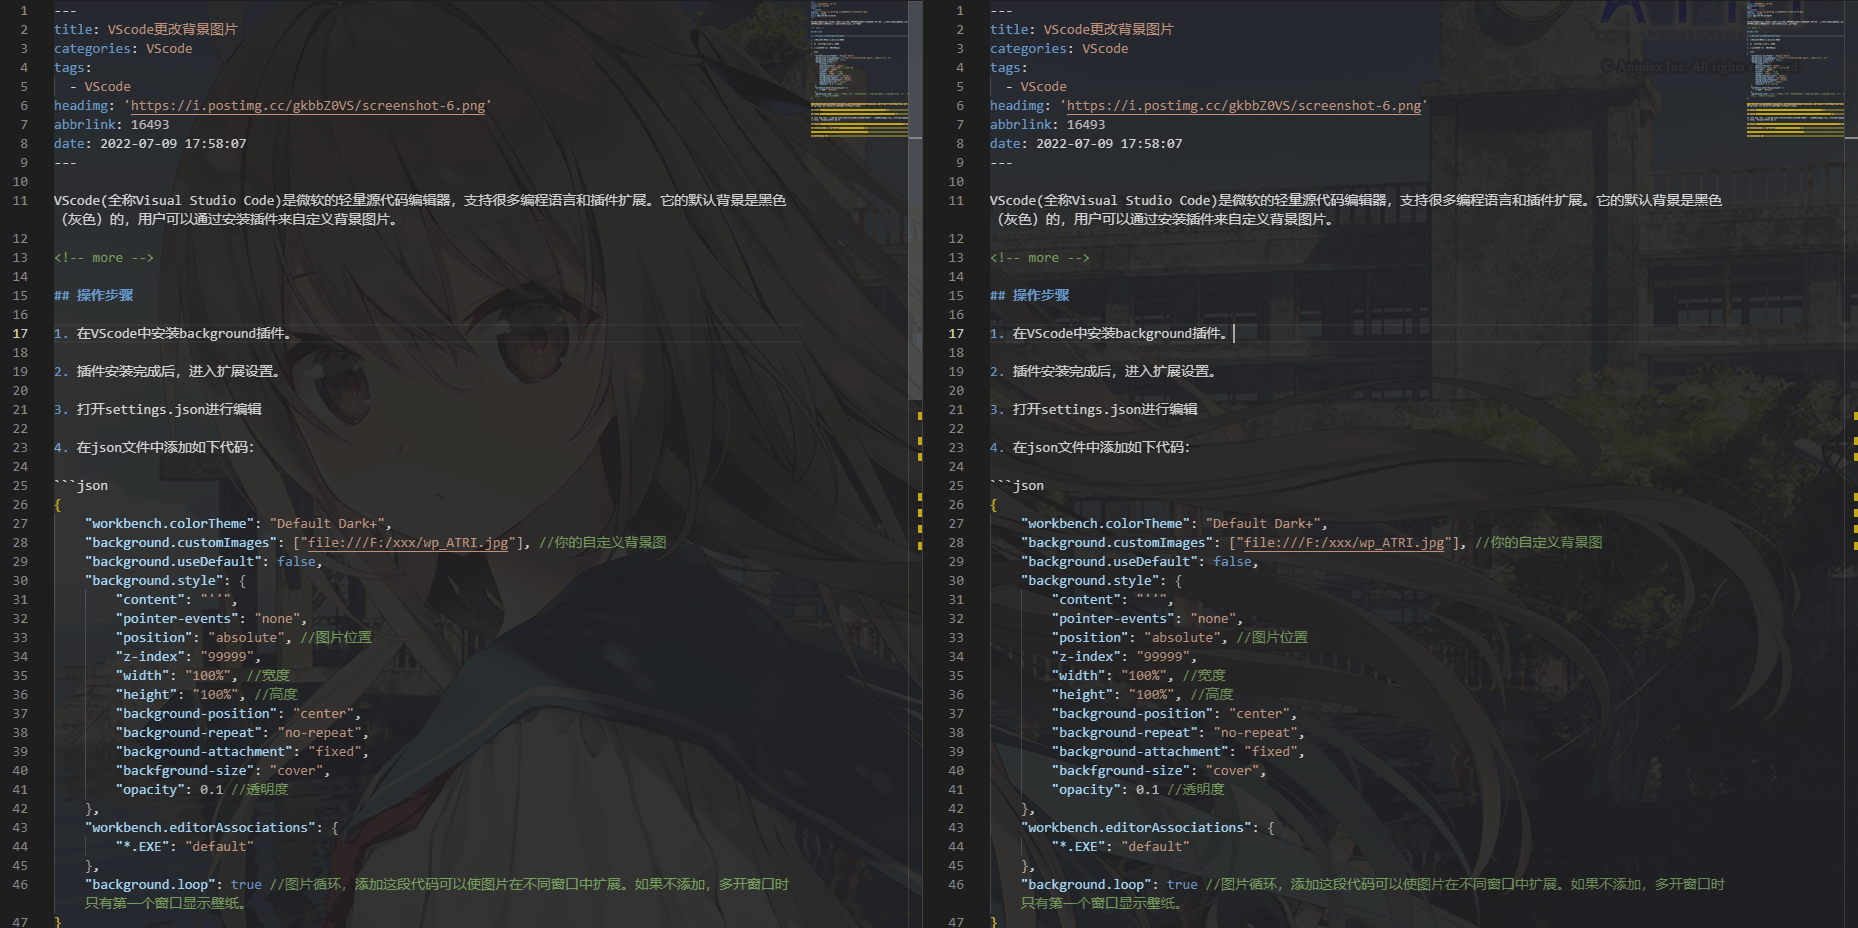 1 ---
2 title: VScode更改背景图片
3 categories: VScode
4 tags:
5   - VScode
6 headimg: 'https://i.postimg.cc/gkbbZ0VS/screenshot-6.png'
7 abbrlink: 16493
8 date: 2022-07-09 17:58:07
9 ---
10
11 VScode(全称Visual Studio Code)是微软的轻量源代码编辑器，支持很多编程语言和插件扩展。它的默认背景是黑色
（灰色）的，用户可以通过安装插件来自定义背景图片。
12
13 <!-- more -->
14
15 ## 操作步骤
16
17 1. 在VScode中安装background插件。
18
19 2. 插件安装完成后，进入扩展设置。
20
21 3. 打开settings.json进行编辑
22
23 4. 在json文件中添加如下代码：
24
25 ```json
26 {
27     "workbench.colorTheme": "Default Dark+",
28     "background.customImages": ["file:///F:/xxx/wp_ATRI.jpg"], //你的自定义背景图
29     "background.useDefault": false,
30     "background.style": {
31         "content": "''",
32         "pointer-events": "none",
33         "position": "absolute", //图片位置
34         "z-index": "99999",
35         "width": "100%", //宽度
36         "height": "100%", //高度
37         "background-position": "center",
38         "background-repeat": "no-repeat",
39         "background-attachment": "fixed",
40         "backfground-size": "cover",
41         "opacity": 0.1 //透明度
42     },
43     "workbench.editorAssociations": {
44         "*.EXE": "default"
45     },
46     "background.loop": true //图片循环，添加这段代码可以使图片在不同窗口中扩展。如果不添加，多开窗口时
只有第一个窗口显示壁纸。
47 }
1 ---
2 title: VScode更改背景图片
3 categories: VScode
4 tags:
5   - VScode
6 headimg: 'https://i.postimg.cc/gkbbZ0VS/screenshot-6.png'
7 abbrlink: 16493
8 date: 2022-07-09 17:58:07
9 ---
10
11 VScode(全称Visual Studio Code)是微软的轻量源代码编辑器，支持很多编程语言和插件扩展。它的默认背景是黑色
（灰色）的，用户可以通过安装插件来自定义背景图片。
12
13 <!-- more -->
14
15 ## 操作步骤
16
17 1. 在VScode中安装background插件。
18
19 2. 插件安装完成后，进入扩展设置。
20
21 3. 打开settings.json进行编辑
22
23 4. 在json文件中添加如下代码：
24
25 ```json
26 {
27     "workbench.colorTheme": "Default Dark+",
28     "background.customImages": ["file:///F:/xxx/wp_ATRI.jpg"], //你的自定义背景图
29     "background.useDefault": false,
30     "background.style": {
31         "content": "''",
32         "pointer-events": "none",
33         "position": "absolute", //图片位置
34         "z-index": "99999",
35         "width": "100%", //宽度
36         "height": "100%", //高度
37         "background-position": "center",
38         "background-repeat": "no-repeat",
39         "background-attachment": "fixed",
40         "backfground-size": "cover",
41         "opacity": 0.1 //透明度
42     },
43     "workbench.editorAssociations": {
44         "*.EXE": "default"
45     },
46     "background.loop": true //图片循环，添加这段代码可以使图片在不同窗口中扩展。如果不添加，多开窗口时
只有第一个窗口显示壁纸。
47 }
© Aniplex Inc. All rights